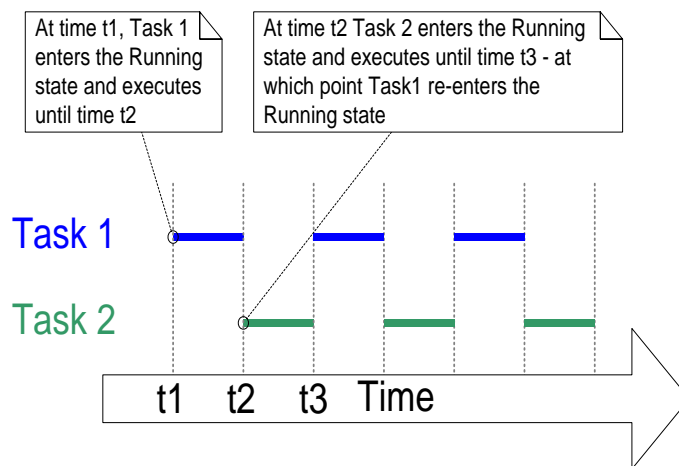 At time t1, Task 1
enters the Running
state and executes
until time t2
At time t2 Task 2 enters the Running
state and executes until time t3 - at
which point Task1 re-enters the
Running state
Task 1
Task 2
t1 t2 t3 Time